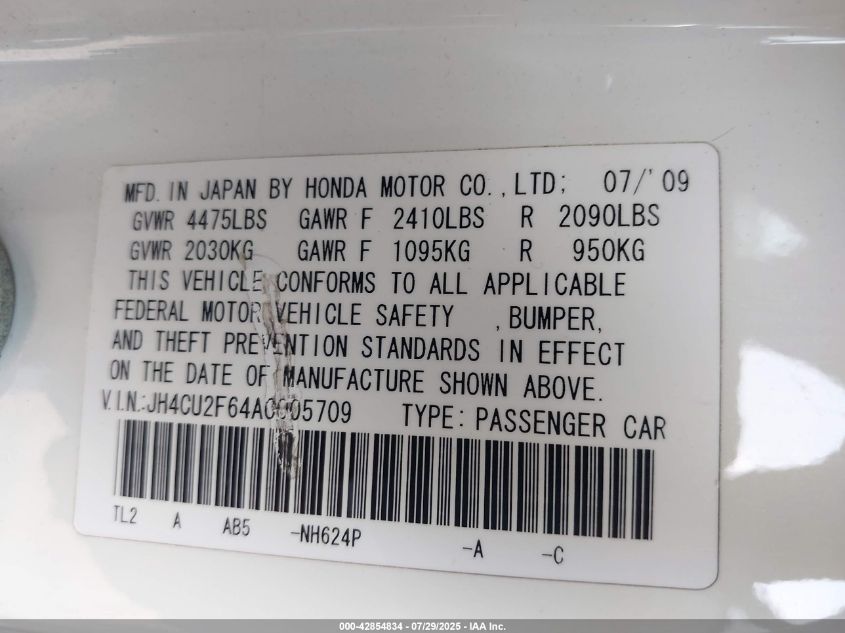 MFD. IN JAPAN BY HONDA MOTOR CO., LTD; 07/'09
GVWR 4475LBS GAWR F 2410LBS R 2090LBS
GVWR 2030KG GAWR F 1095KG R 950KG
THIS VEHICLE CONFORMS TO ALL APPLICABLE
FEDERAL MOTOR VEHICLE SAFETY , BUMPER,
AND THEFT PREVENTION STANDARDS IN EFFECT
ON THE DATE OF MANUFACTURE SHOWN ABOVE.
V.I.N.:JH4CU2F64AC005709 TYPE: PASSENGER CAR
TL2 A AB5 -NH624P -A -C
000-42854834 / 07/29/2025 - IAA Inc.